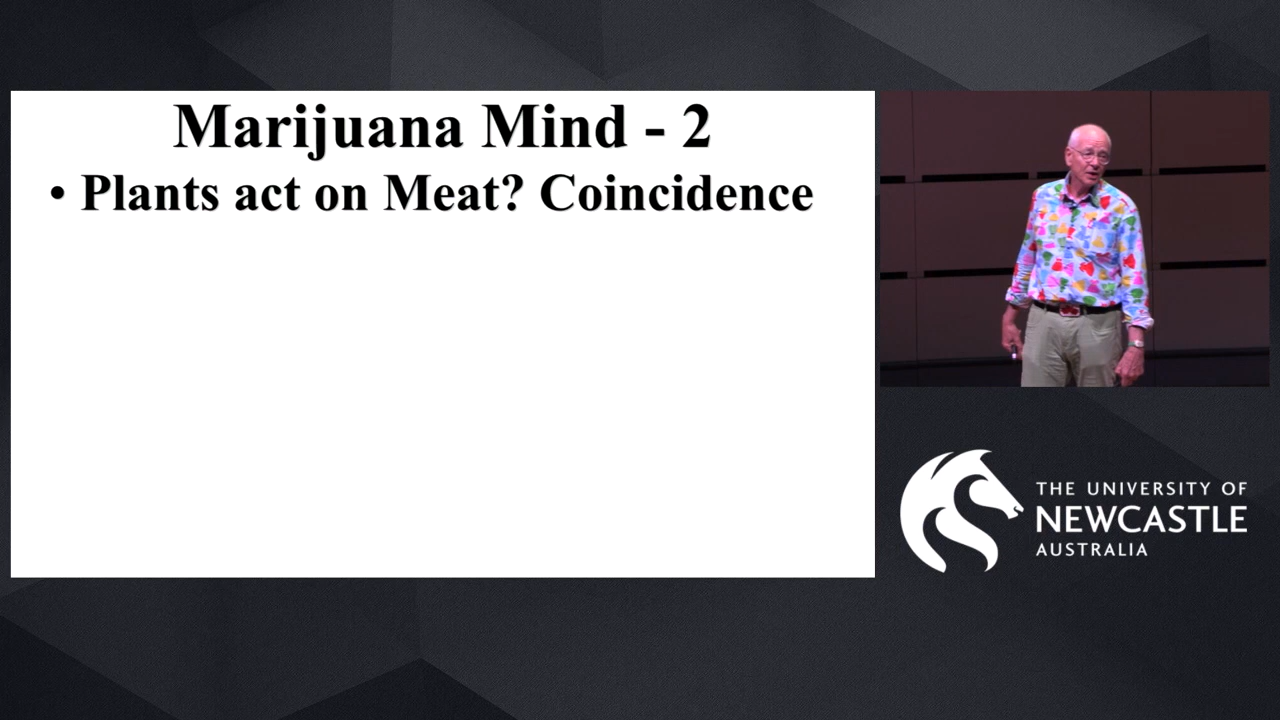 Marijuana Mind - 2
• Plants act on Meat? Coincidence
THE UNIVERSITY OF
NEWCASTLE
AUSTRALIA